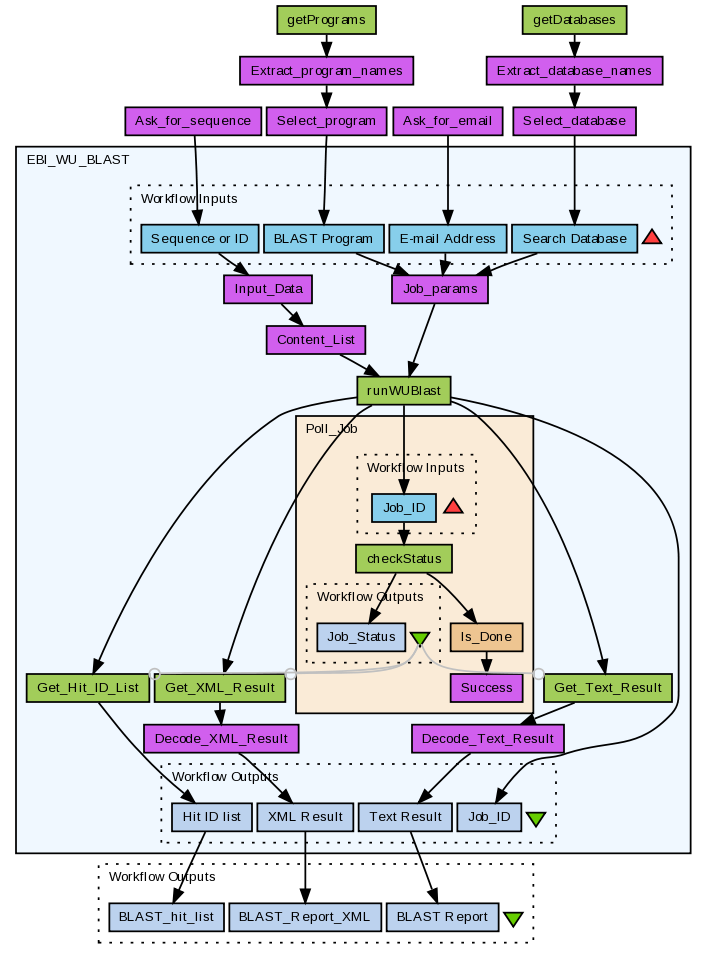 getPrograms
getDatabases
Extract_program_names
Extract_database_names
Ask_for_sequence
Select_program
Ask_for_email
Select_database
EBI_WU_BLAST
Workflow Inputs
Sequence or ID
BLAST Program
E-mail Address
Search Database
Input_Data
Job_params
Content_List
runWUBlast
Poll_Job
Workflow Inputs
Job_ID
checkStatus
Workflow Outputs
Job_Status
Is_Done
Get_Hit_ID_List
Get_XML_Result
Success
Get_Text_Result
Decode_XML_Result
Decode_Text_Result
Workflow Outputs
Hit ID list
XML Result
Text Result
Job_ID
Workflow Outputs
BLAST_hit_list
BLAST_Report_XML
BLAST Report